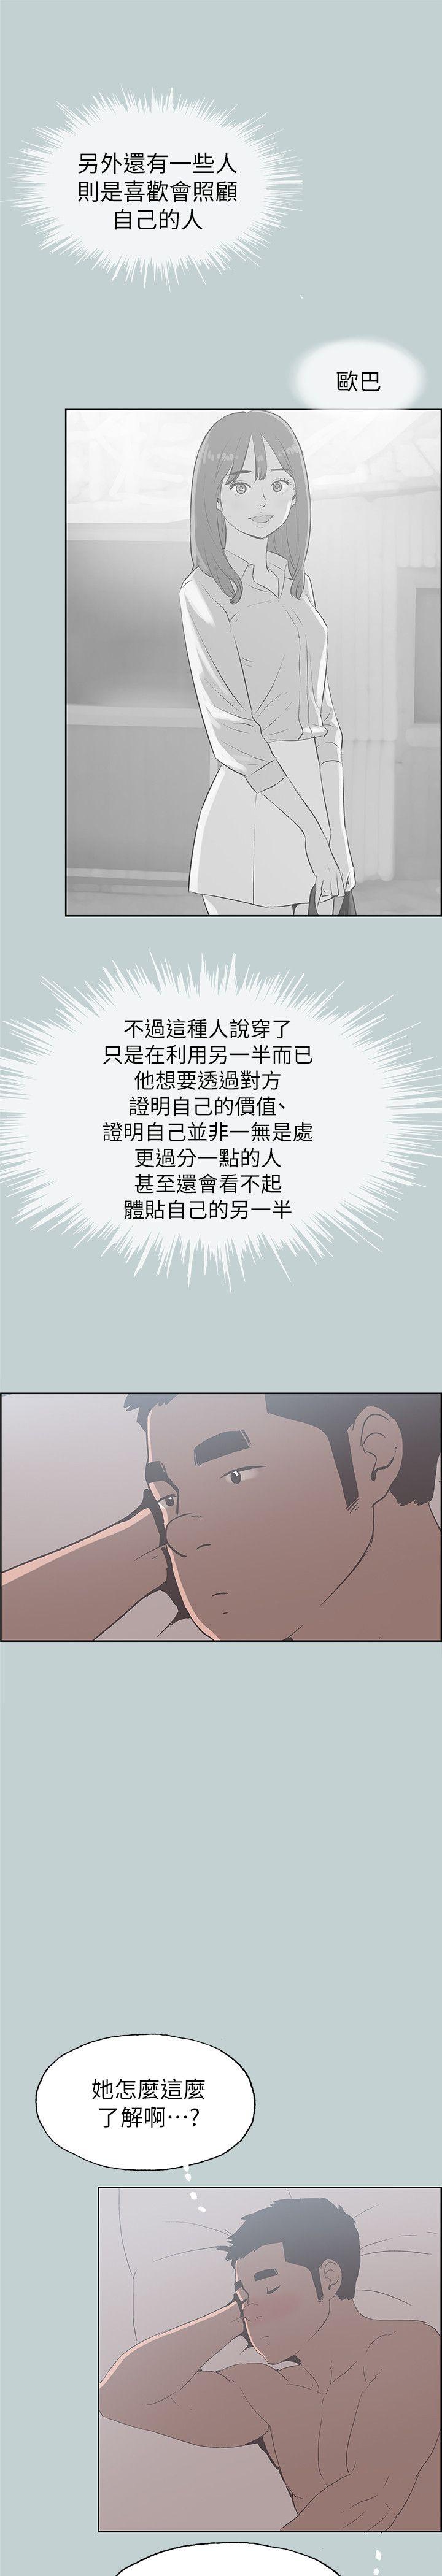 另外還有一些人
則是喜歡會照顧
自己的人
歐巴
不過這種人說穿了
只是在利用另一半而已
他想要透過對方
證明自己的價值、
證明自己並非一無是處
更過分一點的人
甚至還會看不起
體貼自己的另一半
她怎麼這麼
了解啊…?